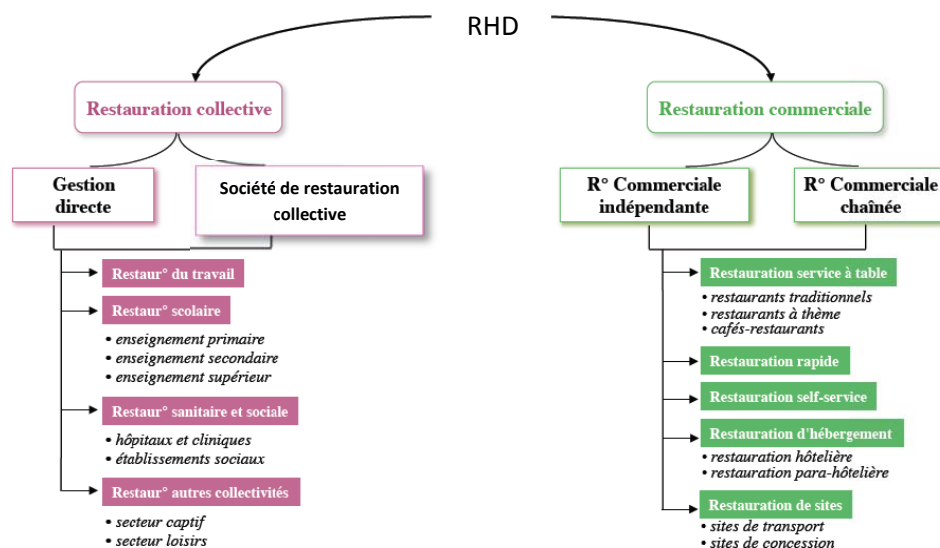 RHD
Restauration collective
Gestion
directe
Société de restauration
collective
Restaur° du travail
Restaur° scolaire
• enseignement primaire
• enseignement secondaire
• enseignement supérieur
Restaur° sanitaire et sociale
• hôpitaux et cliniques
• établissements sociaux
Restaur° autres collectivités
• secteur captif
• secteur loisirs
Restauration commerciale
R° Commerciale
indépendante
R° Commerciale
chaînée
Restauration service à table
• restaurants traditionnels
• restaurants à thème
• cafés-restaurants
Restauration rapide
Restauration self-service
Restauration d'hébergement
• restauration hôtelière
• restauration para-hôtelière
Restauration de sites
• sites de transport
• sites de concession